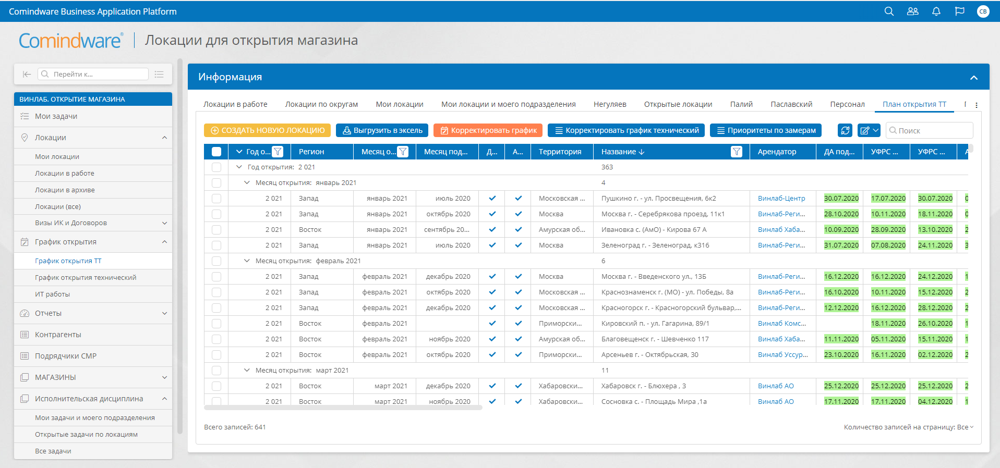 Comindware Business Application Platform
CB
Comindware® Локации для открытия магазина
Перейти к...
ВИНЛАБ. ОТКРЫТИЕ МАГАЗИНА
Мои задачи
Локации
Мои локации
Локации в работе
Локации в архиве
Локации (все)
Визы ИК и Договоров
График открытия
График открытия ТТ
График открытия технический
ИТ работы
Отчеты
Контрагенты
Подрядчики СМР
МАГАЗИНЫ
Исполнительская дисциплина
Мои задачи и моего подразделения
Открытые задачи по локациям
Все задачи
Информация
Локации в работе Локации по округам Мои локации Мои локации и моего подразделения Негуляев Открытые локации Палий Паславский Персонал План открытия ТТ
СОЗДАТЬ НОВУЮ ЛОКАЦИЮ Выгрузить в эксель Корректировать график Корректировать график технический Приоритеты по замерам Поиск
Год о... Регион Месяц о... Месяц под... Д... А... Территория Название Арендатор ДА под... УФРС ... УФРС ...
Год открытия: 2 021 363
Месяц открытия: январь 2021 4
2 021 Запад январь 2021 июль 2020 Московская ... Пушкино г. - ул. Просвещения, 6к2 Винлаб-Центр 30.07.2020 17.07.2020 30.07.2020
2 021 Запад январь 2021 октябрь 2020 Москва Москва г. - Серебрякова проезд, 11к1 Винлаб-Реги... 28.10.2020 10.11.2020 18.11.2020
2 021 Восток январь 2021 сентябрь 20... Амурская об... Ивановка с. (АмО) - Кирова 67 А Винлаб Хаба... 10.09.2020 28.09.2020 13.10.2020
2 021 Запад январь 2021 июль 2020 Москва Зеленоград г. - Зеленоград, к316 Винлаб-Реги... 31.07.2020 07.08.2020 24.11.2020
Месяц открытия: февраль 2021 6
2 021 Запад февраль 2021 декабрь 2020 Москва Москва г. - Введенского ул., 13Б Винлаб-Реги... 16.12.2020 16.12.2020 24.12.2020
2 021 Запад февраль 2021 октябрь 2020 Московская ... Краснознаменск г. (МО) - ул. Победы, 8а Винлаб-Реги... 16.10.2020 10.11.2020 15.12.2020
2 021 Запад февраль 2021 декабрь 2020 Московская ... Красногорск г. - Красногорский бульвар,... Винлаб-Реги... 12.12.2020 16.12.2020 28.12.2020
2 021 Восток февраль 2021 Приморски... Кировский п. - ул. Гагарина, 89/1 Винлаб Комс... 18.11.2020 26.10.2020
2 021 Восток февраль 2021 ноябрь 2020 Амурская об... Благовещенск г. - Шевченко 117 Винлаб Хаба... 11.11.2020 05.11.2020 15.11.2020
2 021 Восток февраль 2021 октябрь 2020 Приморски... Арсеньев г. - Октябрьская, 30 Винлаб Уссур... 23.10.2020 16.11.2020 02.12.2020
Месяц открытия: март 2021 11
2 021 Восток март 2021 декабрь 2020 Хабаровски... Хабаровск г. - Блюхера , 3 Винлаб АО 25.12.2020 25.12.2020 25.12.2020
2 021 Восток март 2021 ноябрь 2020 Хабаровски... Сосновка с. - Площадь Мира ,1а Винлаб АО 17.11.2020 17.11.2020 04.12.2020
Всего записей: 641 Количество записей на страницу: Все